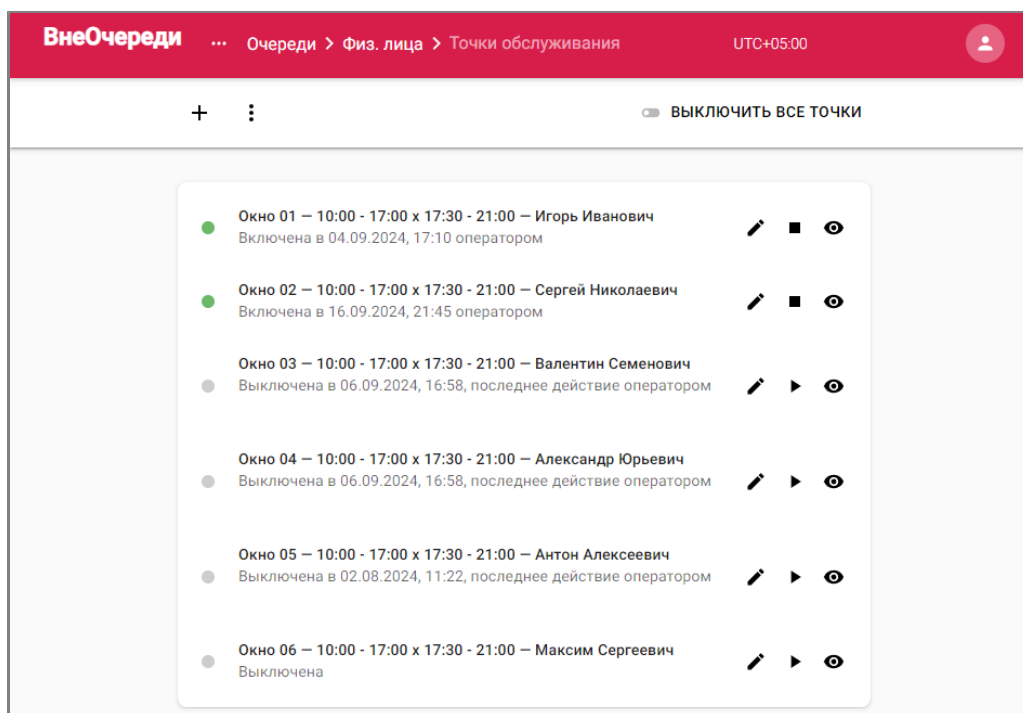 ВнеОчереди ... Очереди > Физ. лица > Точки обслуживания UTC+05:00
ВЫКЛЮЧИТЬ ВСЕ ТОЧКИ
Окно 01 — 10:00 - 17:00 x 17:30 - 21:00 — Игорь Иванович
Включена в 04.09.2024, 17:10 оператором
Окно 02 — 10:00 - 17:00 x 17:30 - 21:00 — Сергей Николаевич
Включена в 16.09.2024, 21:45 оператором
Окно 03 — 10:00 - 17:00 x 17:30 - 21:00 — Валентин Семенович
Выключена в 06.09.2024, 16:58, последнее действие оператором
Окно 04 — 10:00 - 17:00 x 17:30 - 21:00 — Александр Юрьевич
Выключена в 06.09.2024, 16:58, последнее действие оператором
Окно 05 — 10:00 - 17:00 x 17:30 - 21:00 — Антон Алексеевич
Выключена в 02.08.2024, 11:22, последнее действие оператором
Окно 06 — 10:00 - 17:00 x 17:30 - 21:00 — Максим Сергеевич
Выключена